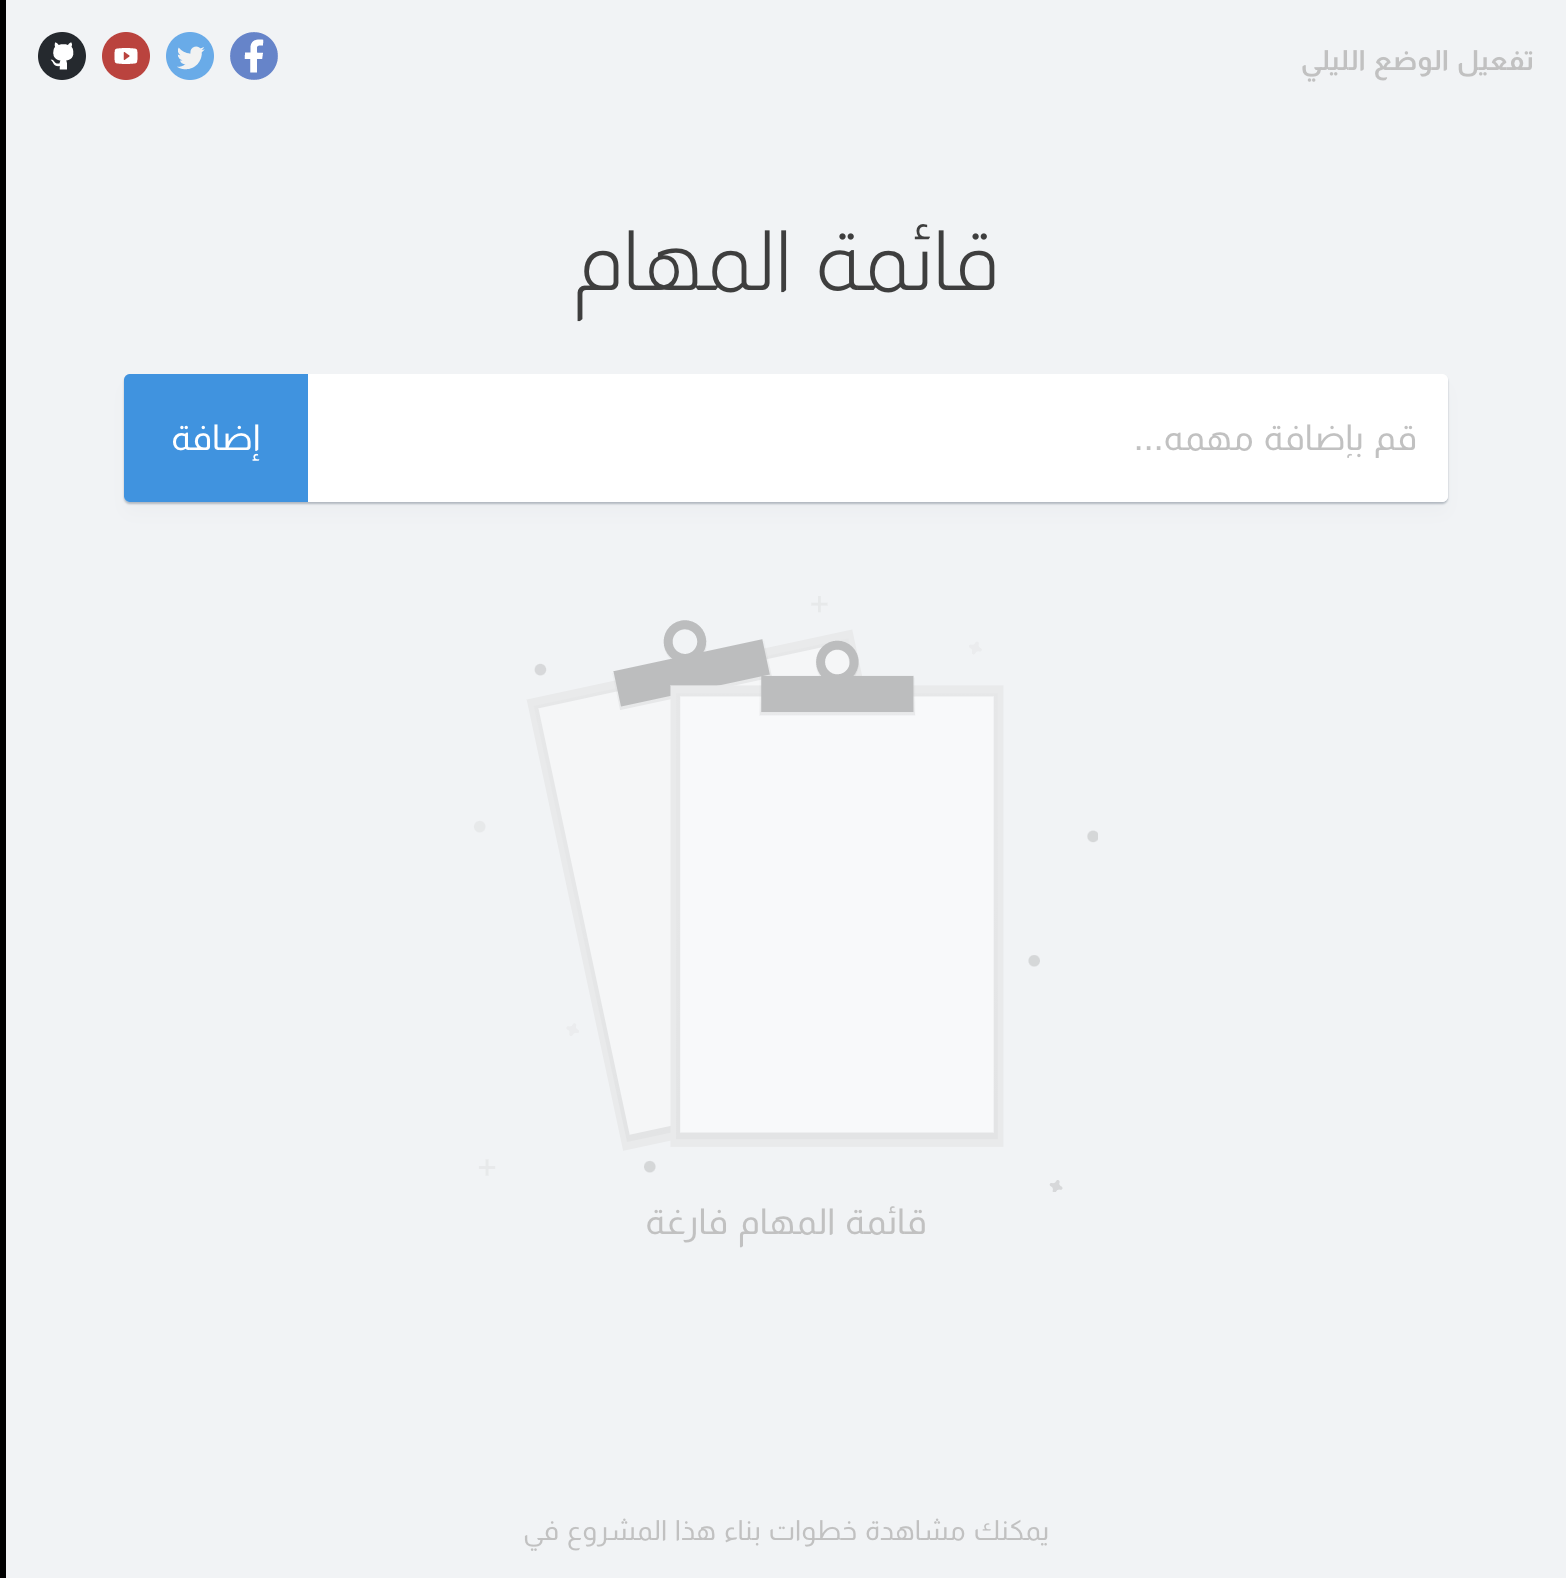 تفعيل الوضع الليلي
قائمة المهام
قم بإضافة مهمه...
إضافة
قائمة المهام فارغة
يمكنك مشاهدة خطوات بناء هذا المشروع في